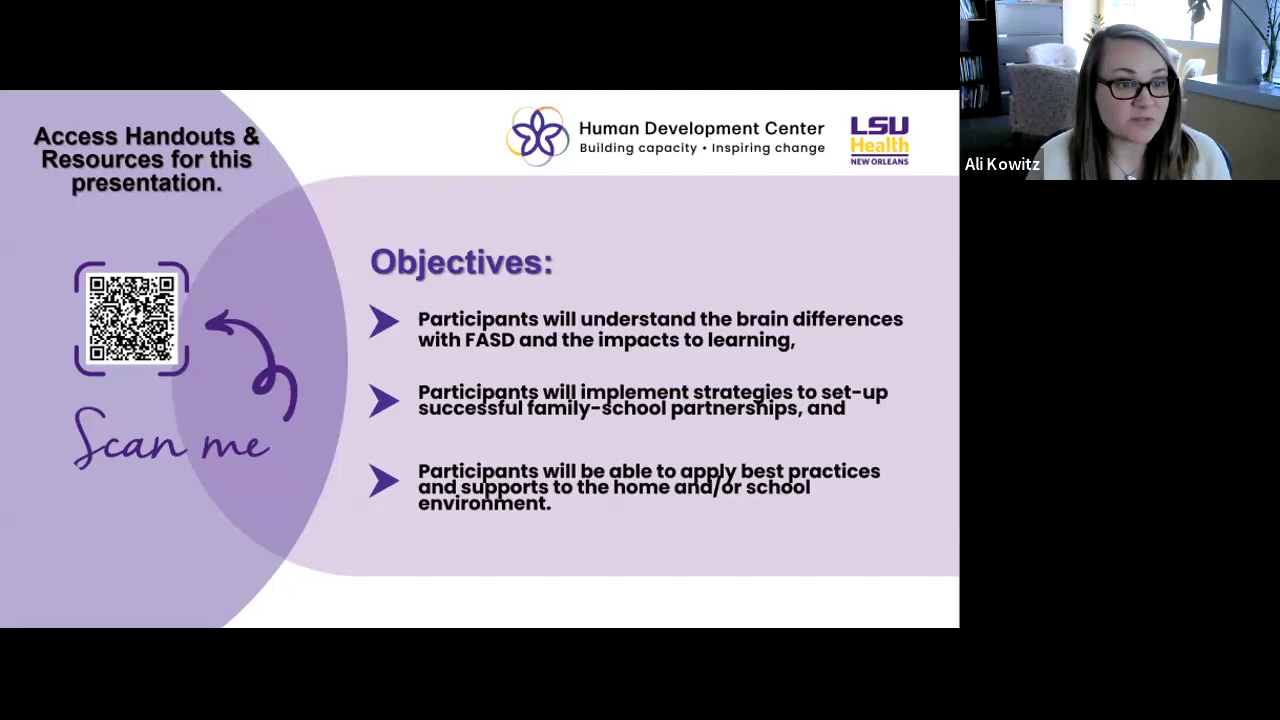 Access Handouts &
Resources for this
presentation.
Scan me
Human Development Center
Building capacity • Inspiring change
LSU
Health
NEW ORLEANS
Objectives:
Participants will understand the brain differences
with FASD and the impacts to learning,
Participants will implement strategies to set-up
successful family-school partnerships, and
Participants will be able to apply best practices
and supports to the home and/or school
environment.
Ali Kowitz